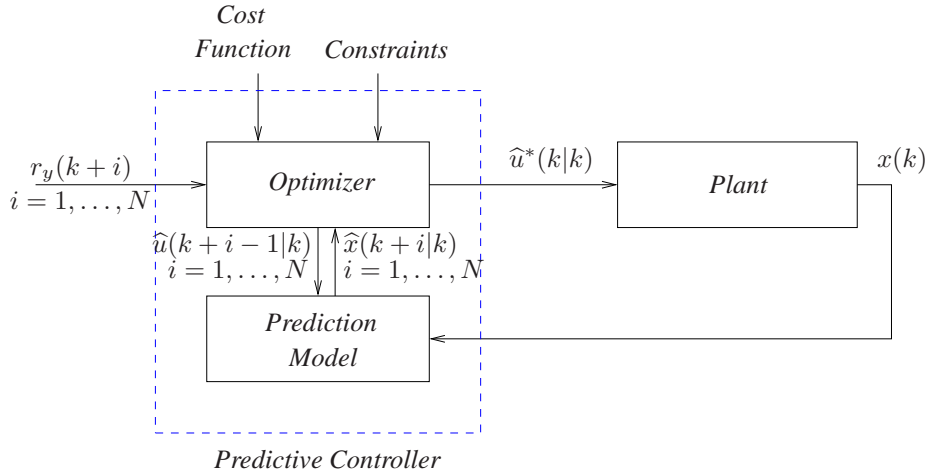 Cost
Function
Constraints
r_y(k + i)
i = 1, . . . , N
Optimizer
û*(k|k)
Plant
x(k)
û(k + i − 1|k)
i = 1, . . . , N
x̂(k + i|k)
i = 1, . . . , N
Prediction
Model
Predictive Controller